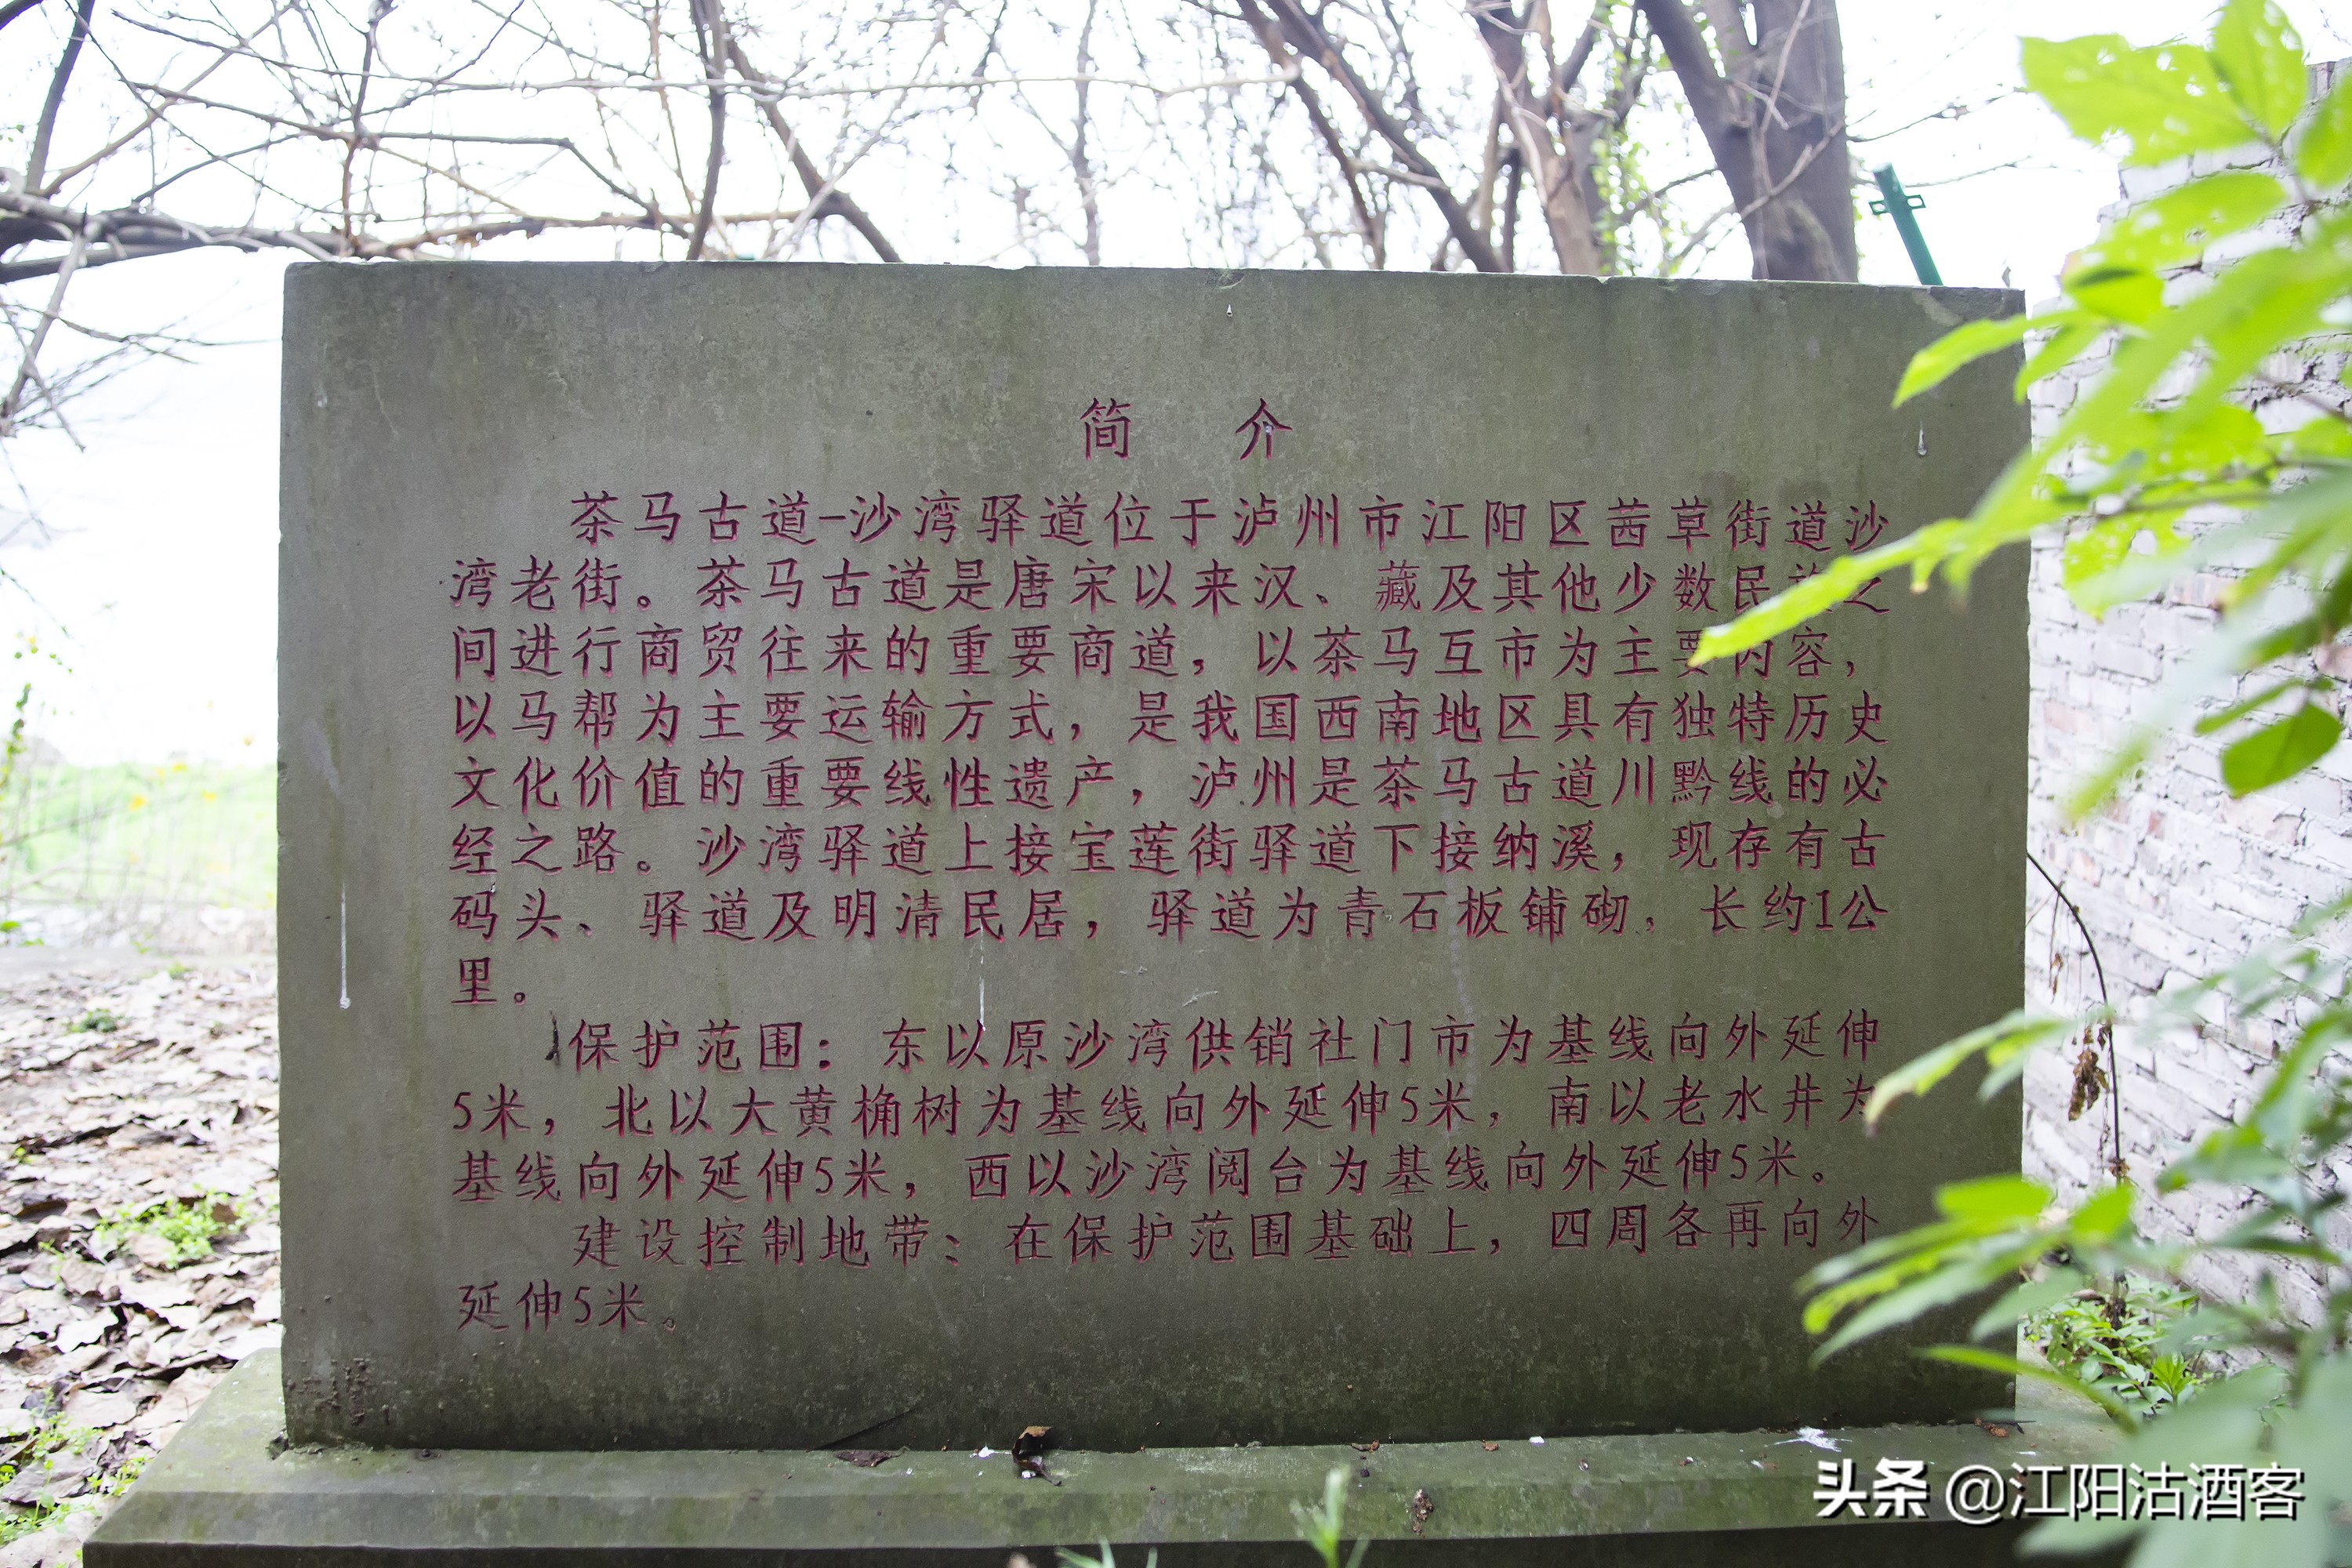 简 介
茶马古道-沙湾驿道位于泸州市江阳区茜草街道沙
湾老街。茶马古道是唐宋以来汉、藏及其他少数民族之
间进行商贸往来的重要商道，以茶马互市为主要内容，
以马帮为主要运输方式，是我国西南地区具有独特历史
文化价值的重要线性遗产，泸州是茶马古道川黔线的必
经之路。沙湾驿道上接宝莲街驿道下接纳溪，现存有古
码头、驿道及明清民居，驿道为青石板铺砌，长约1公
里。
保护范围：东以原沙湾供销社门市为基线向外延伸
5米，北以大黄桷树为基线向外延伸5米，南以老水井为
基线向外延伸5米，西以沙湾阅台为基线向外延伸5米。
建设控制地带：在保护范围基础上，四周各再向外
延伸5米。
头条 @江阳沽酒客